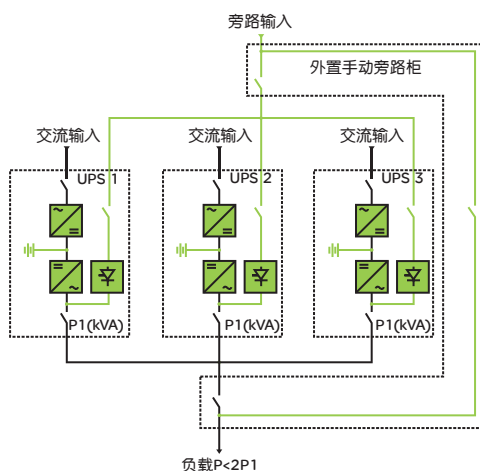 旁路输入
外置手动旁路柜
交流输入
交流输入
交流输入
UPS 1
UPS 2
UPS 3
P1(kVA)
P1(kVA)
P1(kVA)
负载P<2P1